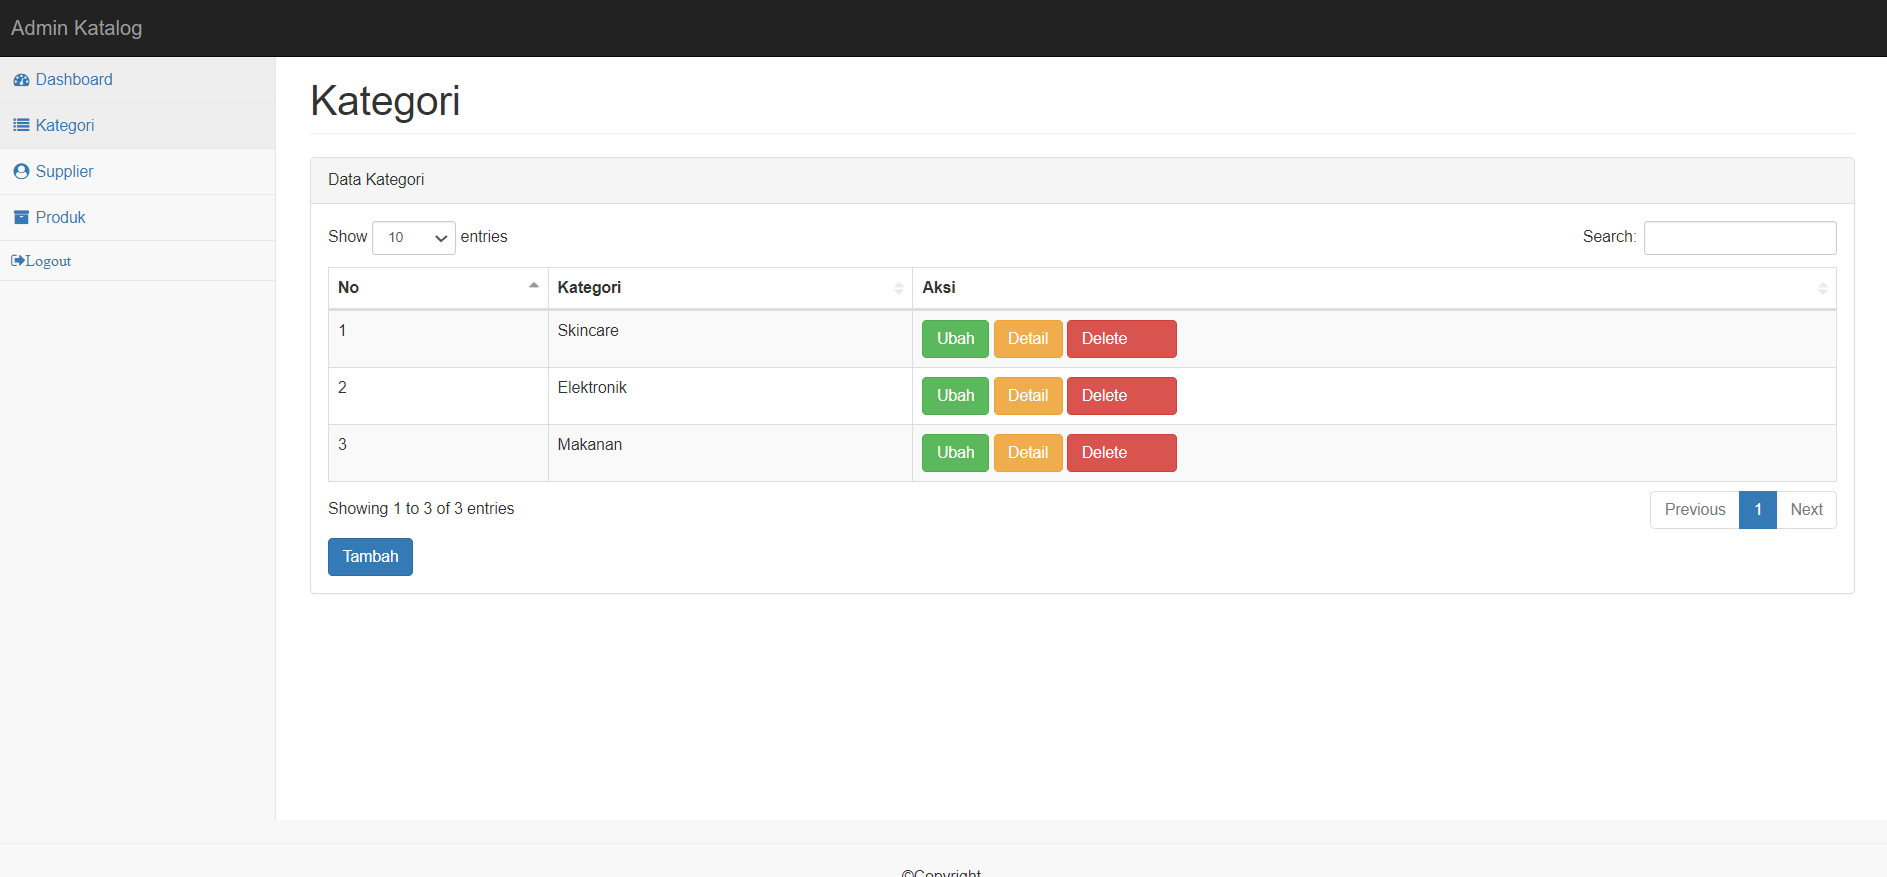 Admin Katalog
Dashboard
Kategori
Supplier
Produk
Logout
Kategori
Data Kategori
Show 10 entries
Search:
No Kategori Aksi
1 Skincare Ubah Detail Delete
2 Elektronik Ubah Detail Delete
3 Makanan Ubah Detail Delete
Showing 1 to 3 of 3 entries
Previous 1 Next
Tambah
©Copyright